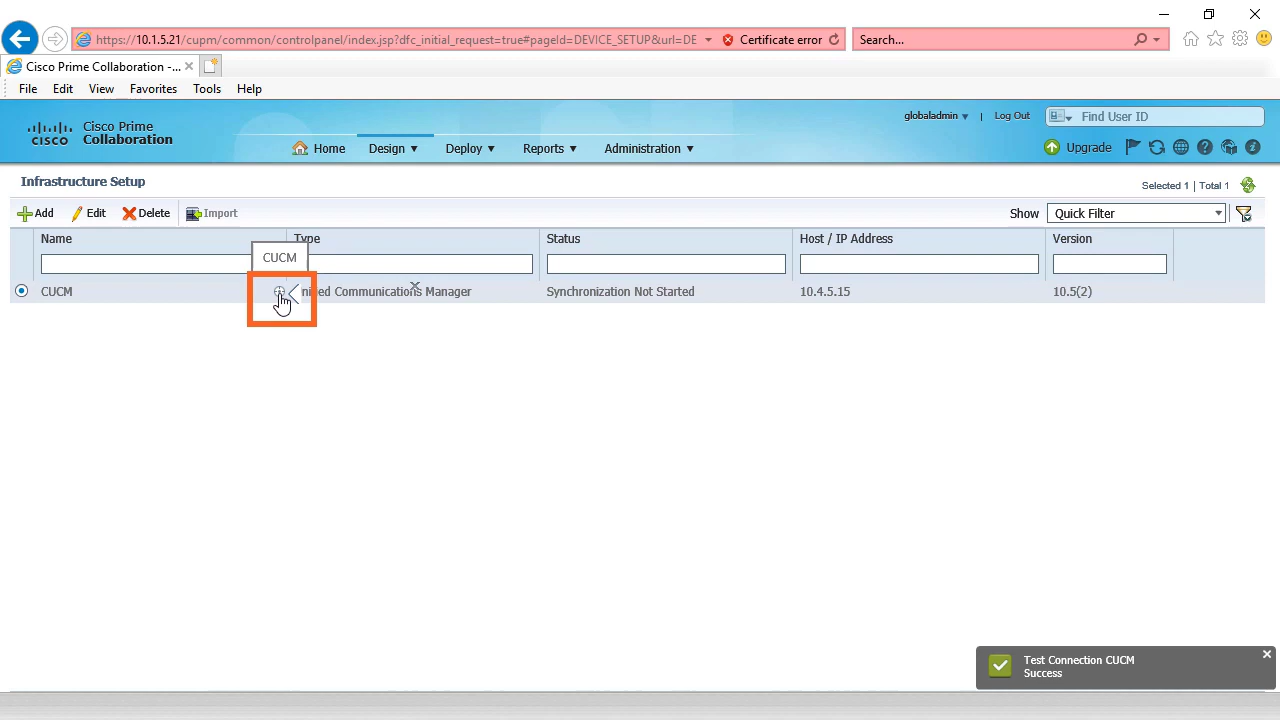 https://10.1.5.21/cupm/common/controlpanel/index.jsp?dfc_initial_request=true#pageId=DEVICE_SETUP&url=DE Certificate error Search...
Cisco Prime Collaboration -...
File Edit View Favorites Tools Help
globaladmin | Log Out Find User ID
cisco Cisco Prime Collaboration
Home Design Deploy Reports Administration Upgrade
Infrastructure Setup
Selected 1 | Total 1
Add Edit Delete Import Show Quick Filter
Name Type Status Host / IP Address Version
CUCM
CUCM Communications Manager Synchronization Not Started 10.4.5.15 10.5(2)
Test Connection CUCM
Success